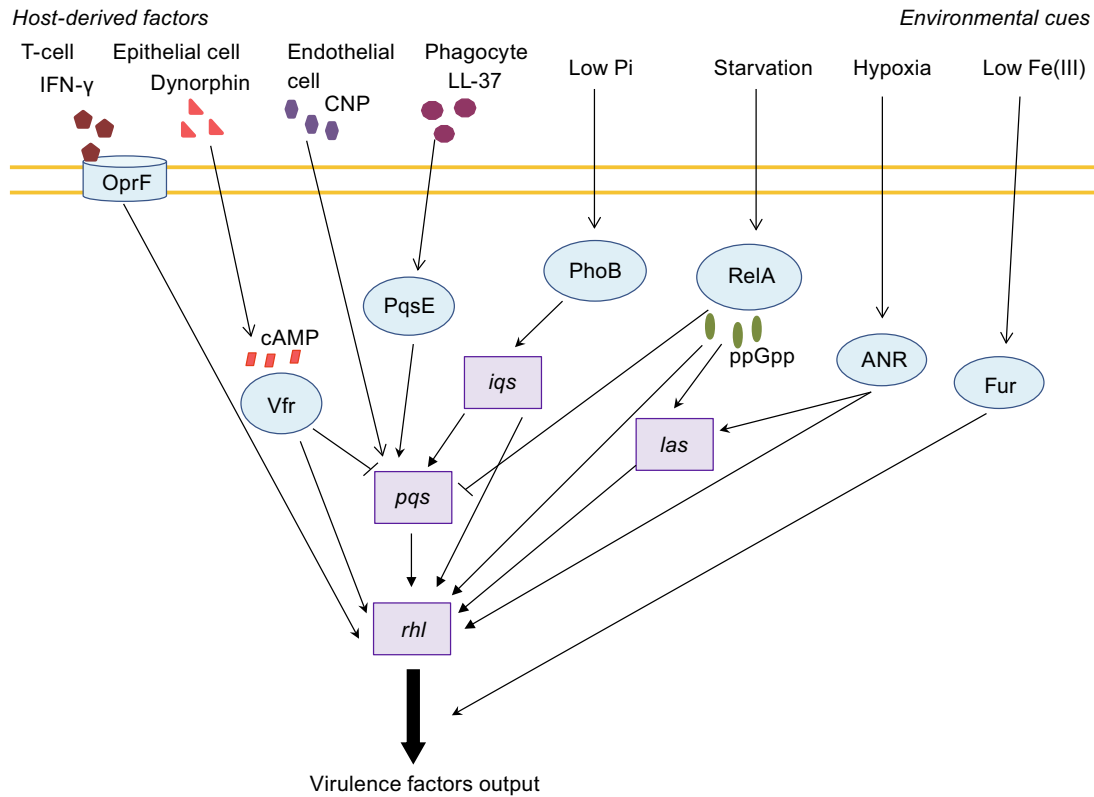 Host-derived factors
Environmental cues
T-cell
IFN-γ
Epithelial cell
Dynorphin
Endothelial
cell
CNP
Phagocyte
LL-37
Low Pi
Starvation
Hypoxia
Low Fe(III)
OprF
PhoB
RelA
PqsE
cAMP
ppGpp
ANR
Fur
Vfr
iqs
las
pqs
rhl
Virulence factors output